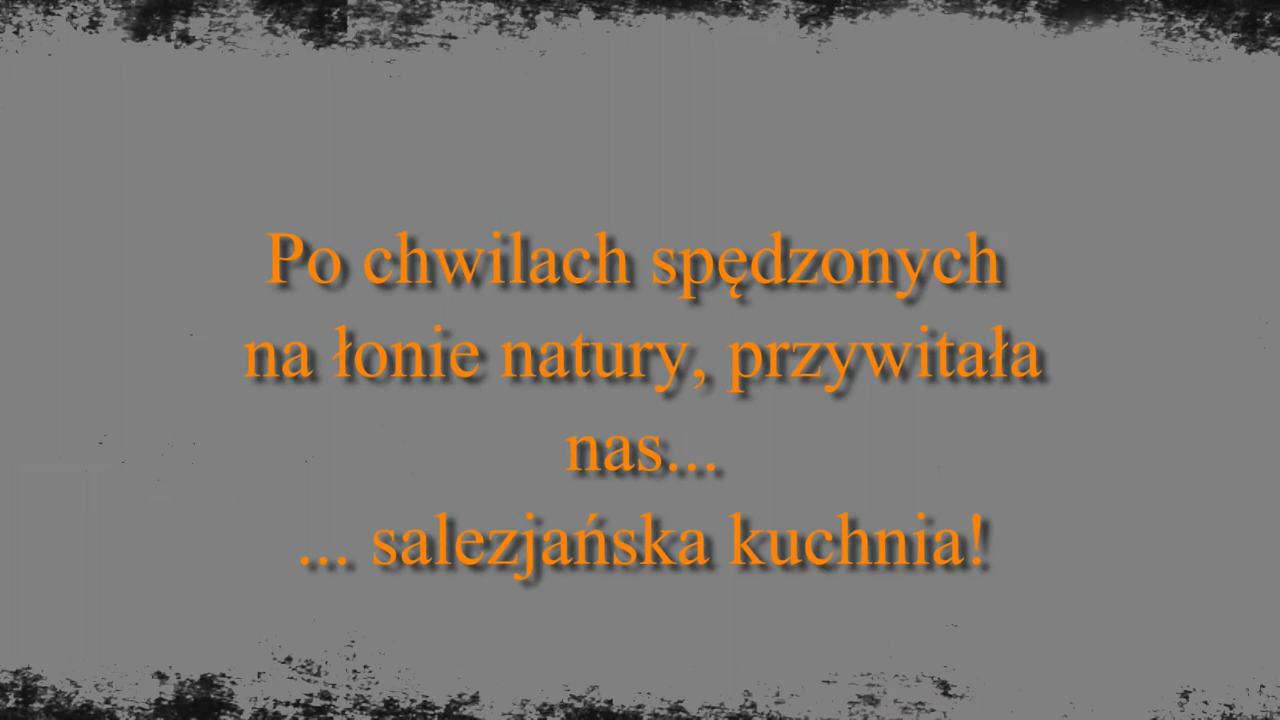 Po chwilach spędzonych
na łonie natury, przywitała
nas...
... salezjańska kuchnia!